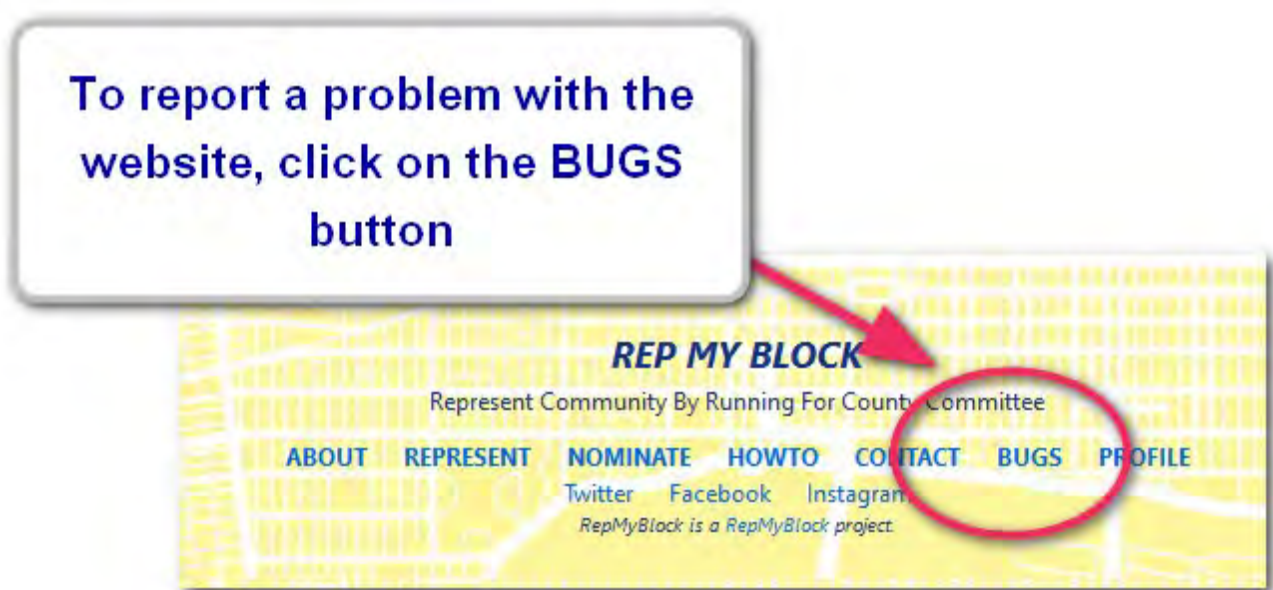 To report a problem with the
website, click on the BUGS
button
REP MY BLOCK
Represent Community By Running For County Committee
ABOUT REPRESENT NOMINATE HOWTO CONTACT BUGS PROFILE
Twitter Facebook Instagram
RepMyBlock is a RepMyBlock project.